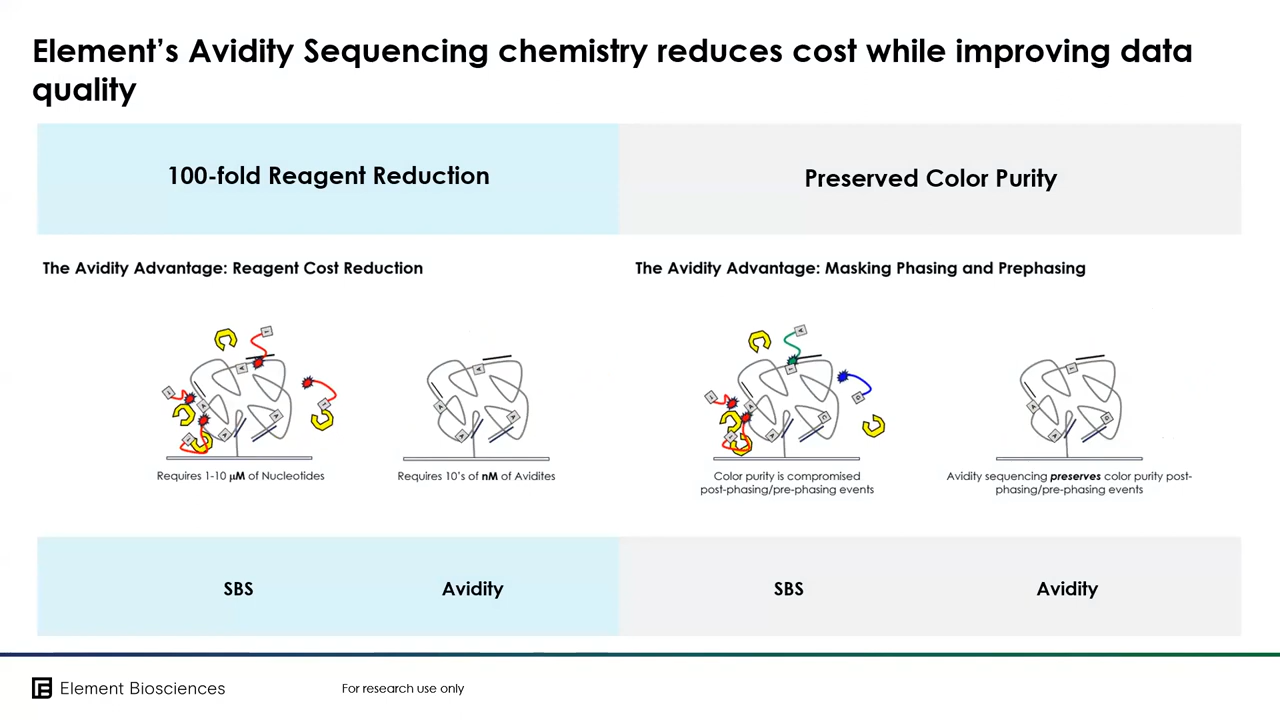 Element's Avidity Sequencing chemistry reduces cost while improving data
quality
100-fold Reagent Reduction
Preserved Color Purity
The Avidity Advantage: Reagent Cost Reduction
The Avidity Advantage: Masking Phasing and Prephasing
Requires 1-10 µM of Nucleotides
Requires 10's of nM of Avidites
Color purity is compromised
post-phasing/pre-phasing events
Avidity sequencing preserves color purity post-
phasing/pre-phasing events
SBS
Avidity
SBS
Avidity
Element Biosciences
For research use only